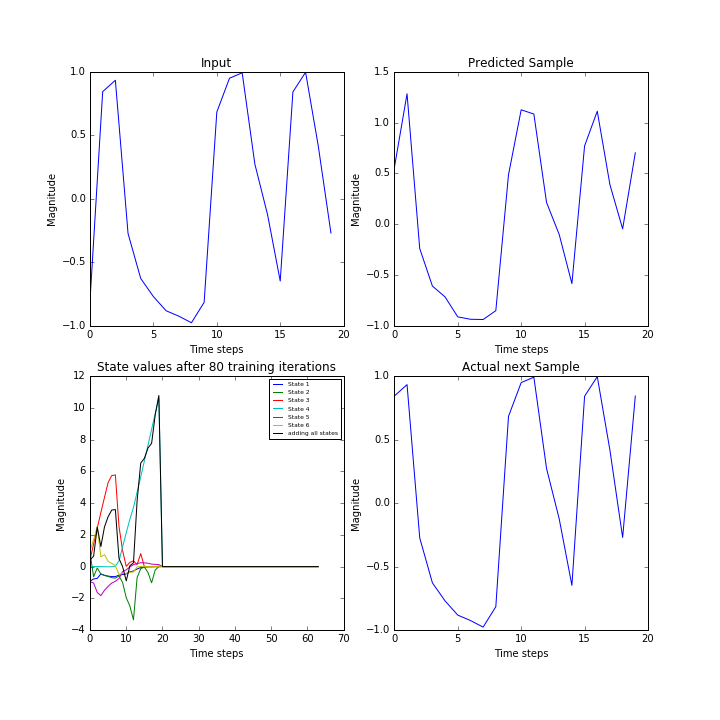 Input
1.0
0.5
0.0
−0.5
−1.0
Magnitude
0 5 10 15 20
Time steps
Predicted Sample
1.5
1.0
0.5
0.0
−0.5
−1.0
Magnitude
0 5 10 15 20
Time steps
State values after 80 training iterations
12
10
8
6
4
2
0
−2
−4
Magnitude
State 1
State 2
State 3
State 4
State 5
State 6
adding all states
0 10 20 30 40 50 60 70
Time steps
Actual next Sample
1.0
0.5
0.0
−0.5
−1.0
Magnitude
0 5 10 15 20
Time steps